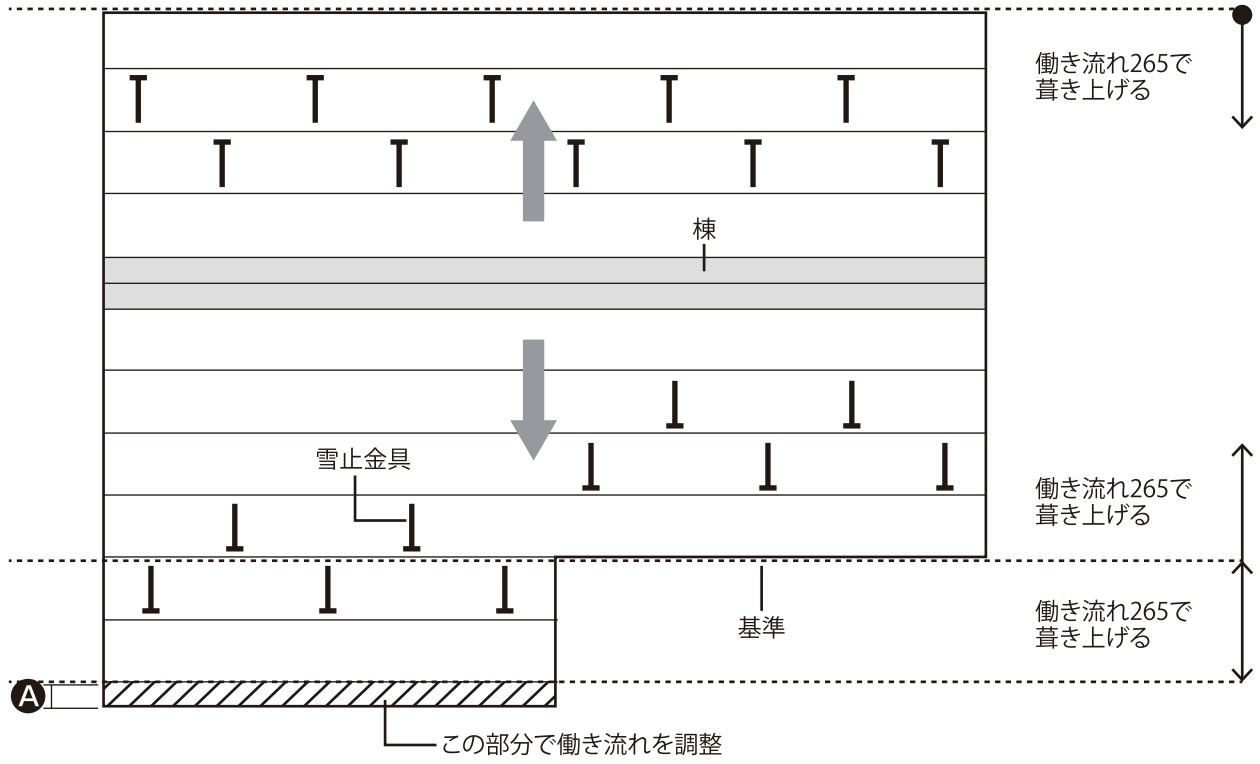 働き流れ265で
葺き上げる
棟
雪止金具
働き流れ265で
葺き上げる
基準
働き流れ265で
葺き上げる
A
この部分で働き流れを調整